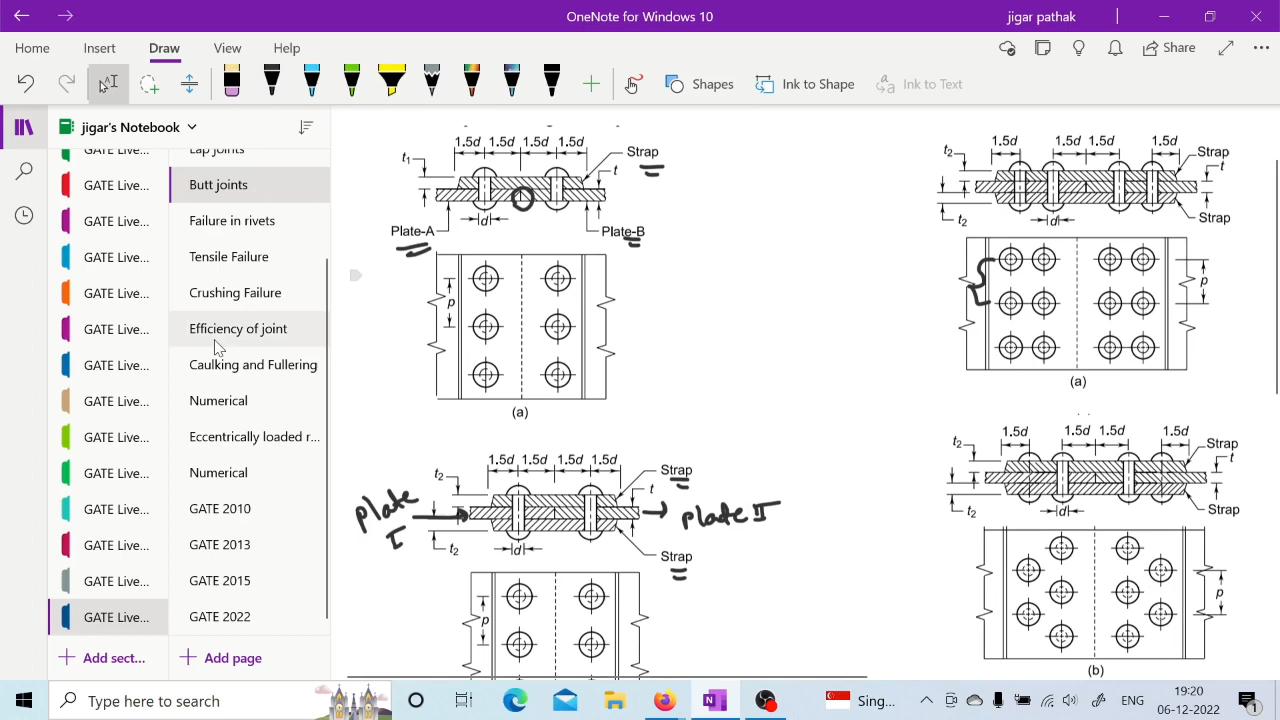 OneNote for Windows 10
jigar pathak
Home
Insert
Draw
View
Help
Share
Shapes
Ink to Shape
Ink to Text
jigar's Notebook
GATE Live...
Lap joints
GATE Live...
Butt joints
GATE Live...
Failure in rivets
GATE Live...
Tensile Failure
GATE Live...
Crushing Failure
GATE Live...
Efficiency of joint
GATE Live...
Caulking and Fullering
GATE Live...
Numerical
GATE Live...
Eccentrically loaded r...
GATE Live...
Numerical
GATE Live...
GATE 2010
GATE Live...
GATE 2013
GATE Live...
GATE 2015
GATE Live...
GATE 2022
Add sect...
Add page
1.5d 1.5d 1.5d 1.5d
t1
Strap
t
Plate-A
d
Plate-B
p
(a)
1.5d 1.5d 1.5d 1.5d
t2
Strap
t
plate I
plate II
t2
d
Strap
p
1.5d 1.5d 1.5d 1.5d
t2
Strap
t
t2
d
Strap
p
(a)
1.5d 1.5d 1.5d 1.5d
t2
Strap
t
t2
d
Strap
p
(b)
Type here to search
Sing...
ENG
19:20
06-12-2022
1